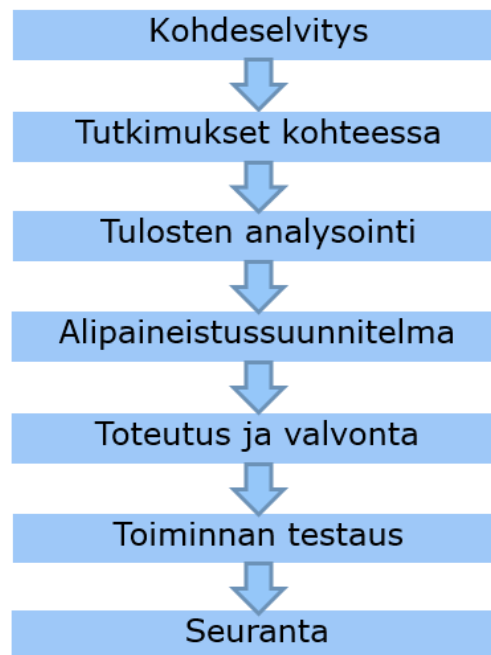 Kohdeselvitys
Tutkimukset kohteessa
Tulosten analysointi
Alipaineistussuunnitelma
Toteutus ja valvonta
Toiminnan testaus
Seuranta